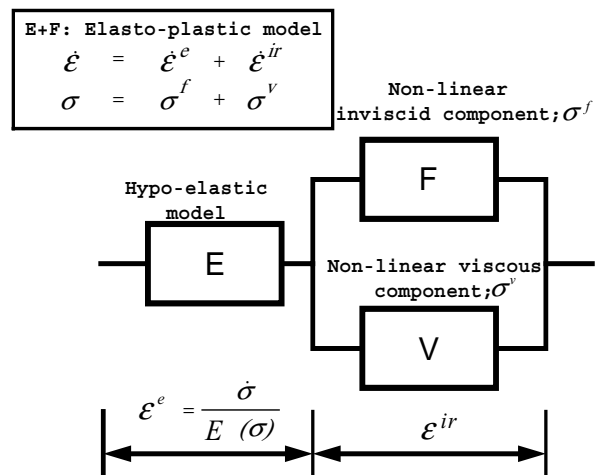 E+F: Elasto-plastic model
ε̇ = ε̇^e + ε̇^ir
σ = σ^f + σ^v
Non-linear
inviscid component; σ^f
F
Hypo-elastic
model
E
Non-linear viscous
component; σ^v
V
ε^e = σ̇ / E (σ)
ε^ir